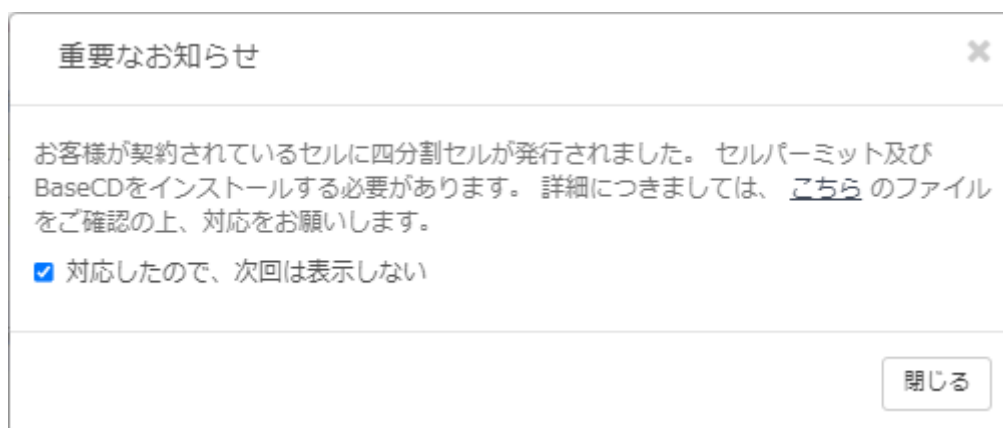 重要なお知らせ
お客様が契約されているセルに四分割セルが発行されました。 セルパーミット及び
BaseCDをインストールする必要があります。 詳細につきましては、 こちら のファイル
をご確認の上、対応をお願いします。
対応したので、次回は表示しない
閉じる